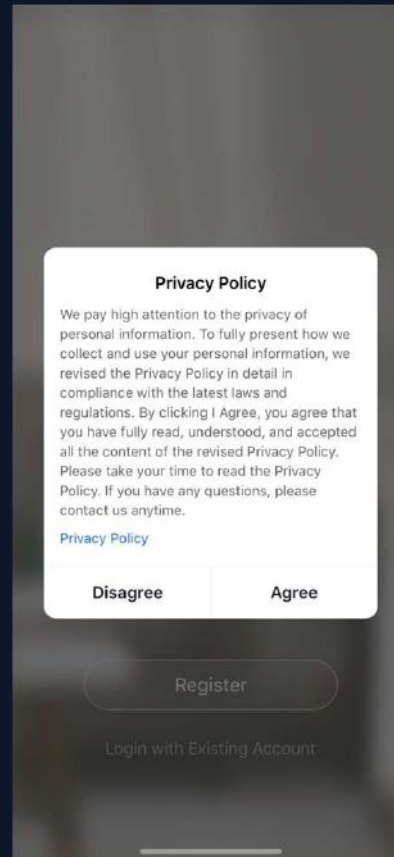 Privacy Policy
We pay high attention to the privacy of
personal information. To fully present how we
collect and use your personal information, we
revised the Privacy Policy in detail in
compliance with the latest laws and
regulations. By clicking I Agree, you agree that
you have fully read, understood, and accepted
all the content of the revised Privacy Policy.
Please take your time to read the Privacy
Policy. If you have any questions, please
contact us anytime.
Privacy Policy
Disagree Agree
Register
Login with Existing Account